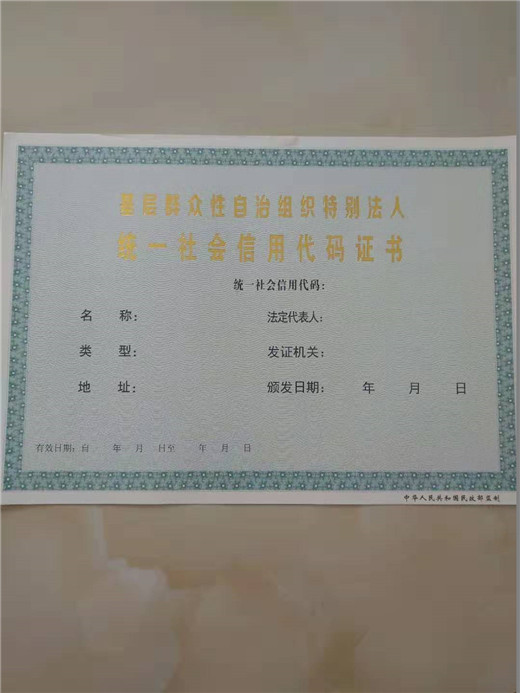 基层群众性自治组织特别法人
统一社会信用代码证书
统一社会信用代码：
名　称：
法定代表人：
类　型：
发证机关：
地　址：
颁发日期：　年　月　日
有效日期：自　年　月　日至　年　月　日
中华人民共和国民政部监制